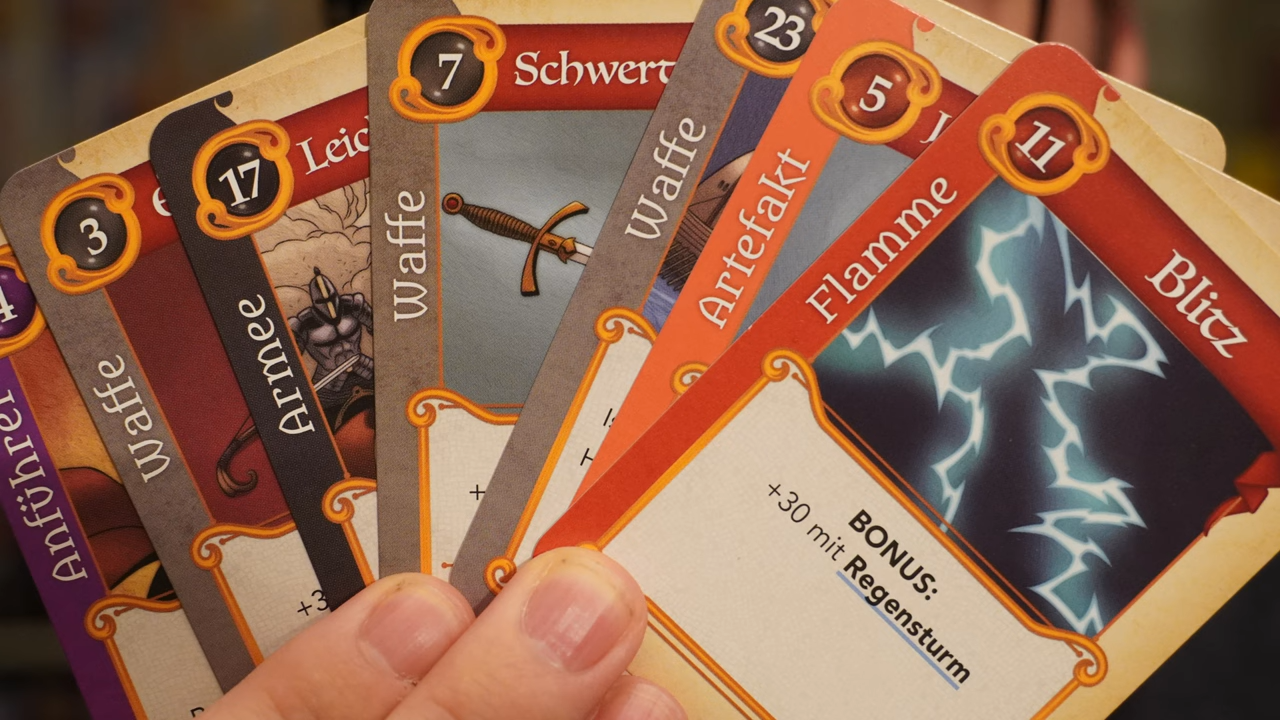 4
Anführer
3
Waffe
17
Leic
Armee
+3
7
Schwert
Waffe
+
23
Waffe
5
J
Artefakt
11
Blitz
Flamme
BONUS:
+30 mit Regensturm